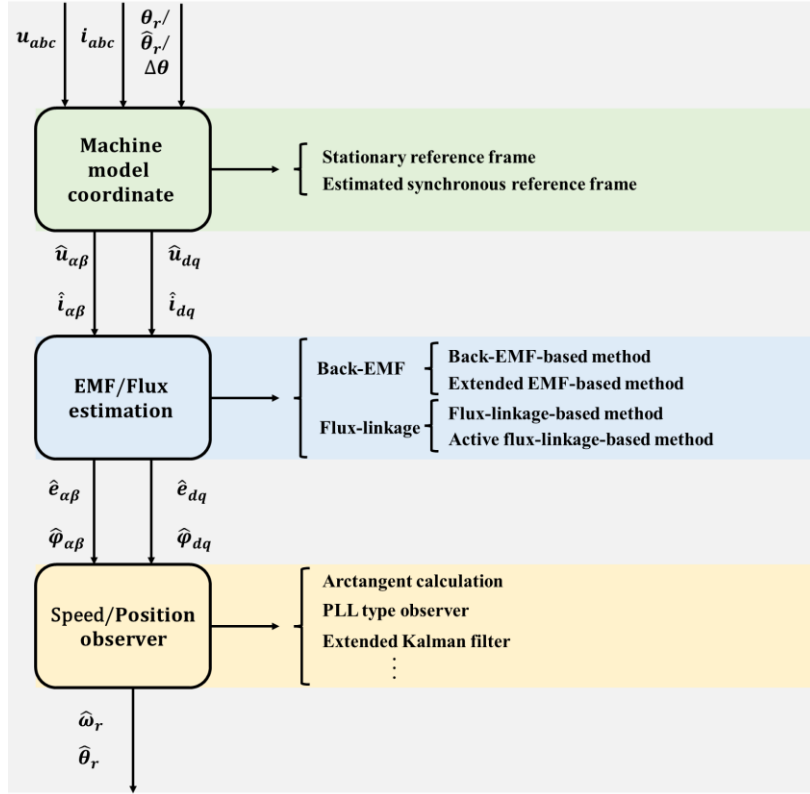 u_abc i_abc θ_r/
θ̂_r/
Δθ
Machine
model
coordinate
Stationary reference frame
Estimated synchronous reference frame
û_αβ û_dq
î_αβ î_dq
EMF/Flux
estimation
Back-EMF
Back-EMF-based method
Extended EMF-based method
Flux-linkage
Flux-linkage-based method
Active flux-linkage-based method
ê_αβ ê_dq
φ̂_αβ φ̂_dq
Speed/Position
observer
Arctangent calculation
PLL type observer
Extended Kalman filter
⋮
ω̂_r
θ̂_r